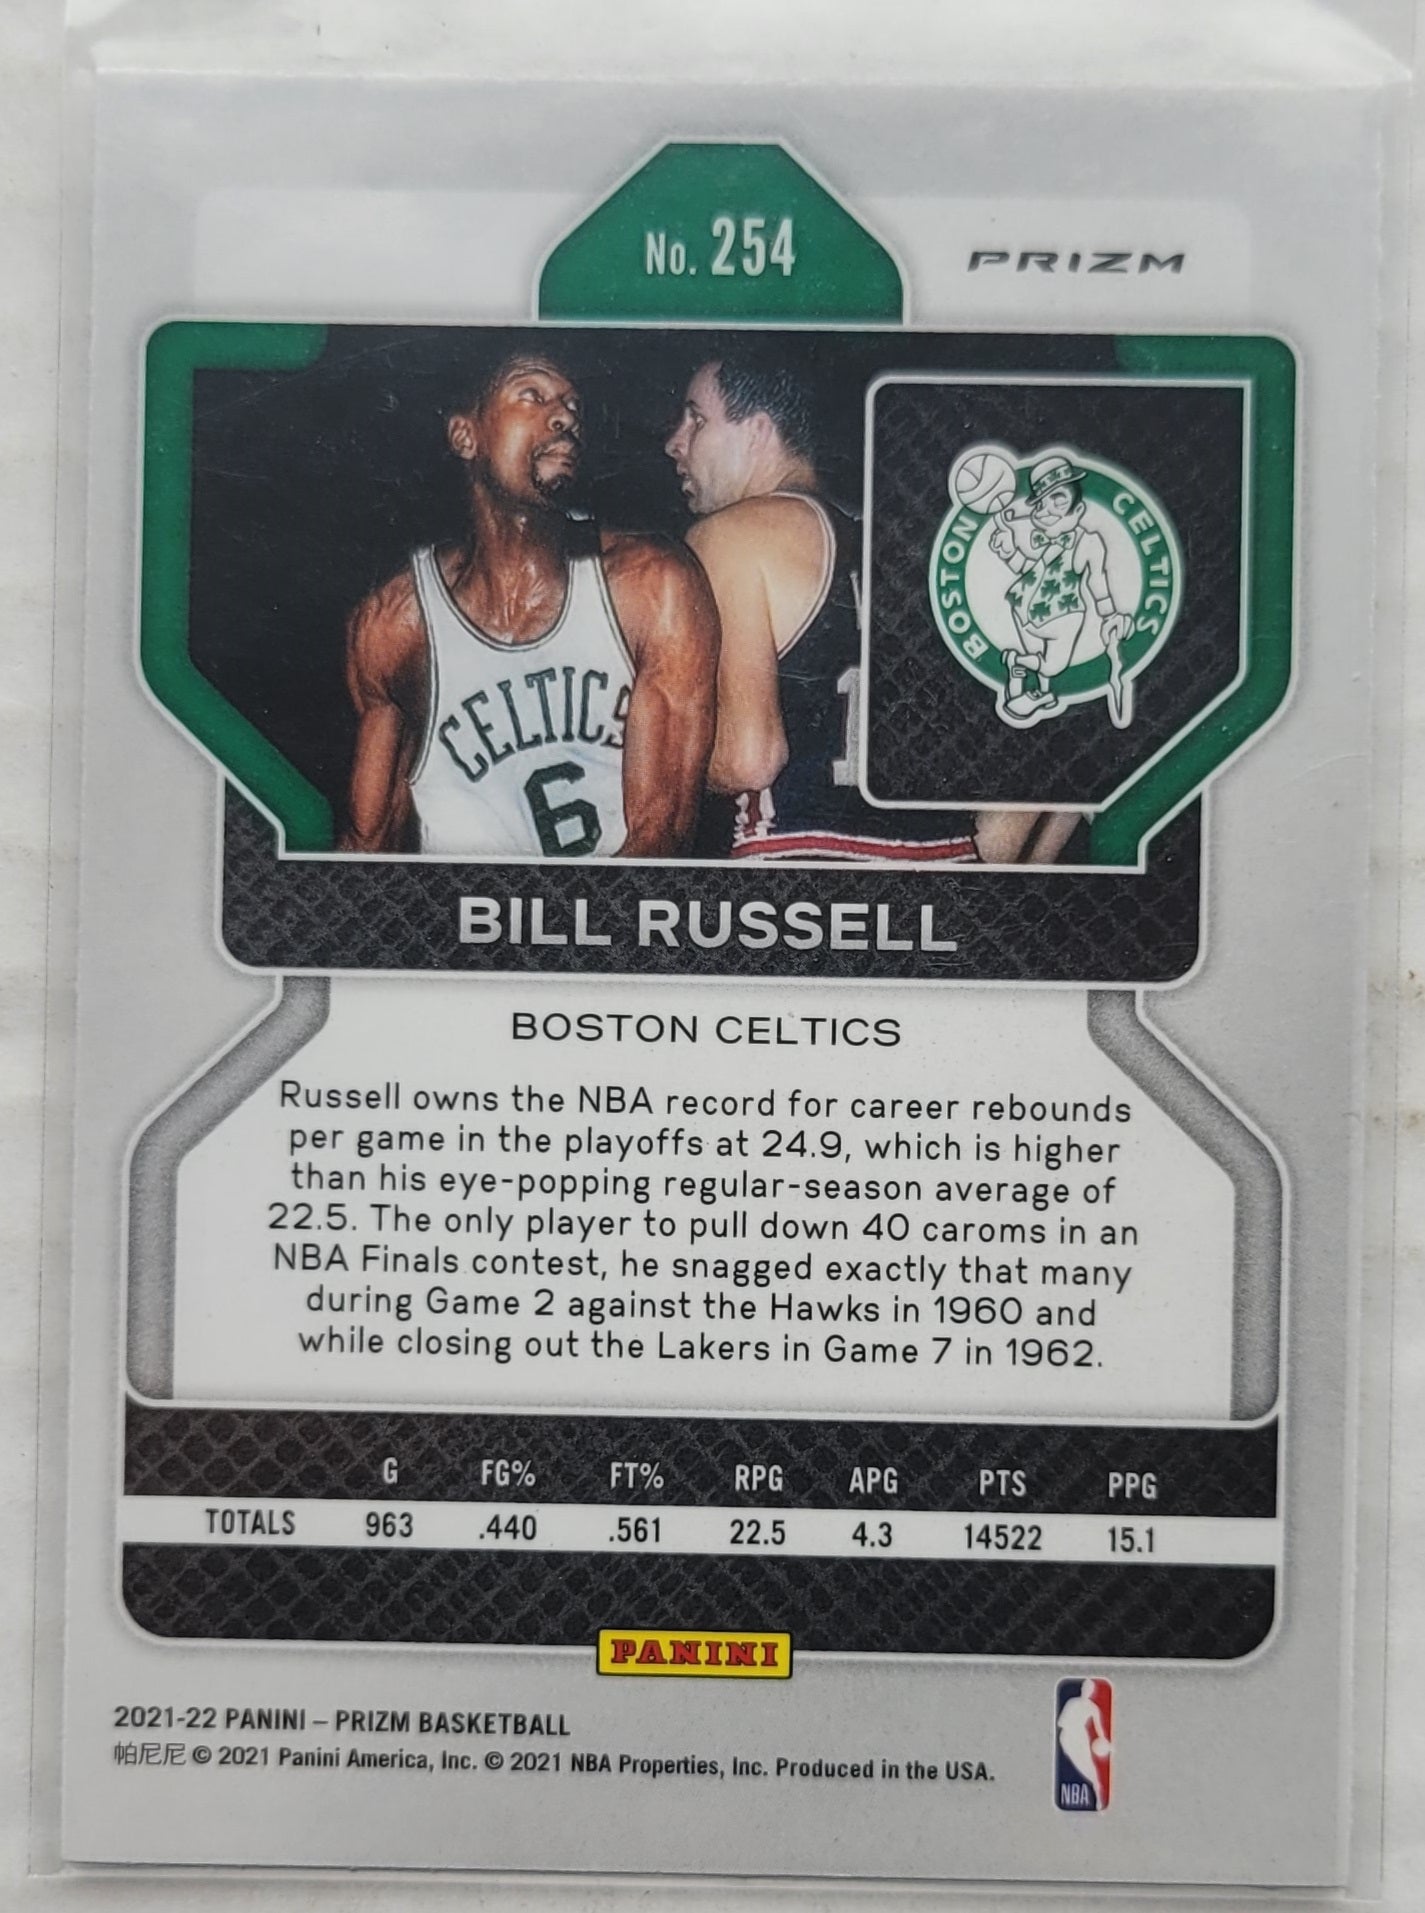 No. 254
PRIZM
BOSTON CELTICS
CELTICS
6
1
BILL RUSSELL
BOSTON CELTICS
Russell owns the NBA record for career rebounds
per game in the playoffs at 24.9, which is higher
than his eye-popping regular-season average of
22.5. The only player to pull down 40 caroms in an
NBA Finals contest, he snagged exactly that many
during Game 2 against the Hawks in 1960 and
while closing out the Lakers in Game 7 in 1962.
G FG% FT% RPG APG PTS PPG
TOTALS 963 .440 .561 22.5 4.3 14522 15.1
PANINI
2021-22 PANINI – PRIZM BASKETBALL
帕尼尼 © 2021 Panini America, Inc. © 2021 NBA Properties, Inc. Produced in the USA.
NBA